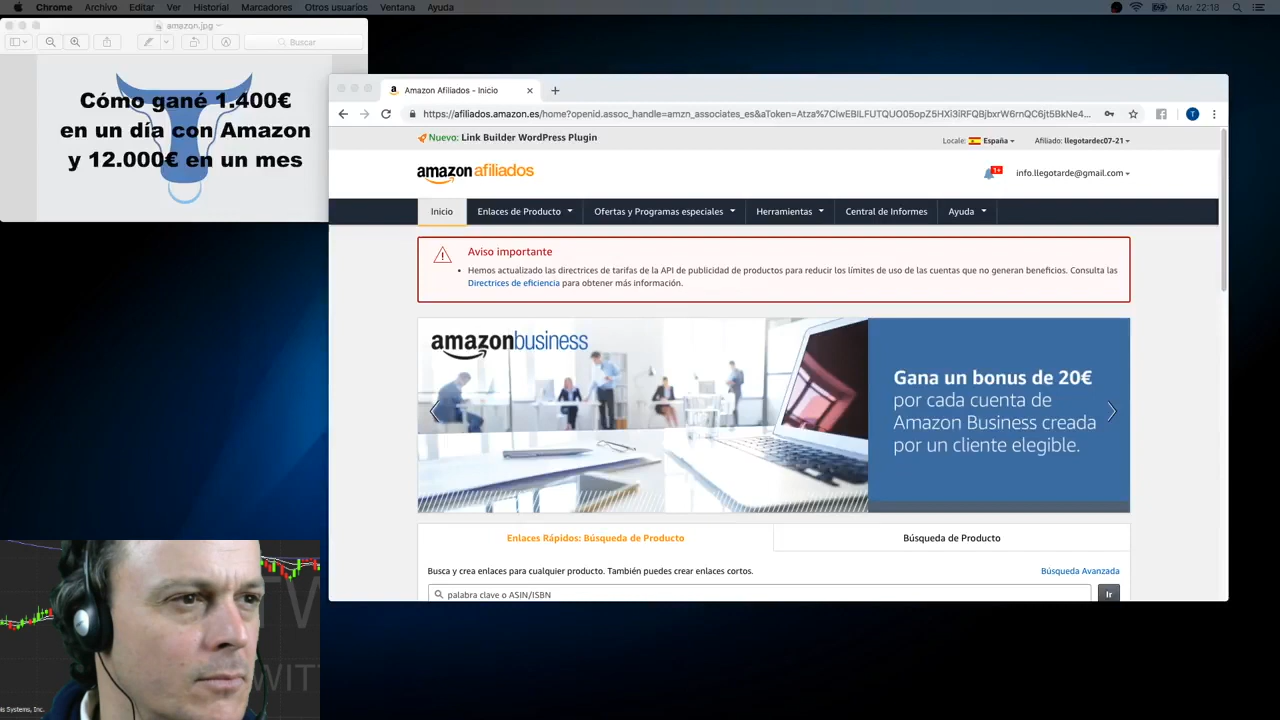 Chrome Archivo Editar Ver Historial Marcadores Otros usuarios Ventana Ayuda
Mar 22:18
amazon.jpg
Buscar
Cómo gané 1.400€
en un día con Amazon
y 12.000€ en un mes
Amazon Afiliados - Inicio
https://afiliados.amazon.es/home?openid.assoc_handle=amzn_associates_es&aToken=Atza%7CIwEBILFUTQUO05opZ5HXi3iRFQBjbxrW6rnQC6jt5BkNe4...
T
Nuevo: Link Builder WordPress Plugin
Locale: España
Afiliado: llegotardec07-21
amazonafiliados
1+
info.llegotarde@gmail.com
Inicio Enlaces de Producto Ofertas y Programas especiales Herramientas Central de Informes Ayuda
Aviso importante
Hemos actualizado las directrices de tarifas de la API de publicidad de productos para reducir los límites de uso de las cuentas que no generan beneficios. Consulta las
Directrices de eficiencia para obtener más información.
amazonbusiness
Gana un bonus de 20€
por cada cuenta de
Amazon Business creada
por un cliente elegible.
Enlaces Rápidos: Búsqueda de Producto
Búsqueda de Producto
Busca y crea enlaces para cualquier producto. También puedes crear enlaces cortos.
Búsqueda Avanzada
palabra clave o ASIN/ISBN
Ir
Systems, Inc.